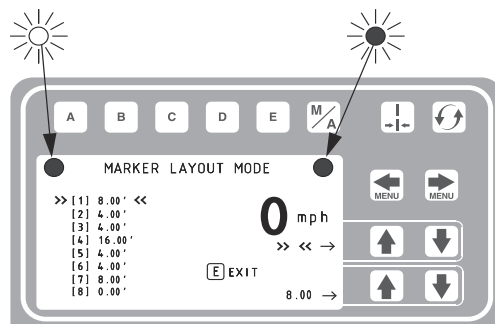 A B C D E M/A
MENU MENU
MARKER LAYOUT MODE
>> [1] 8.00' <<
[2] 4.00'
[3] 4.00'
[4] 16.00'
[5] 4.00'
[6] 4.00'
[7] 8.00'
[8] 0.00'
0 mph
>> << →
E EXIT
8.00 →